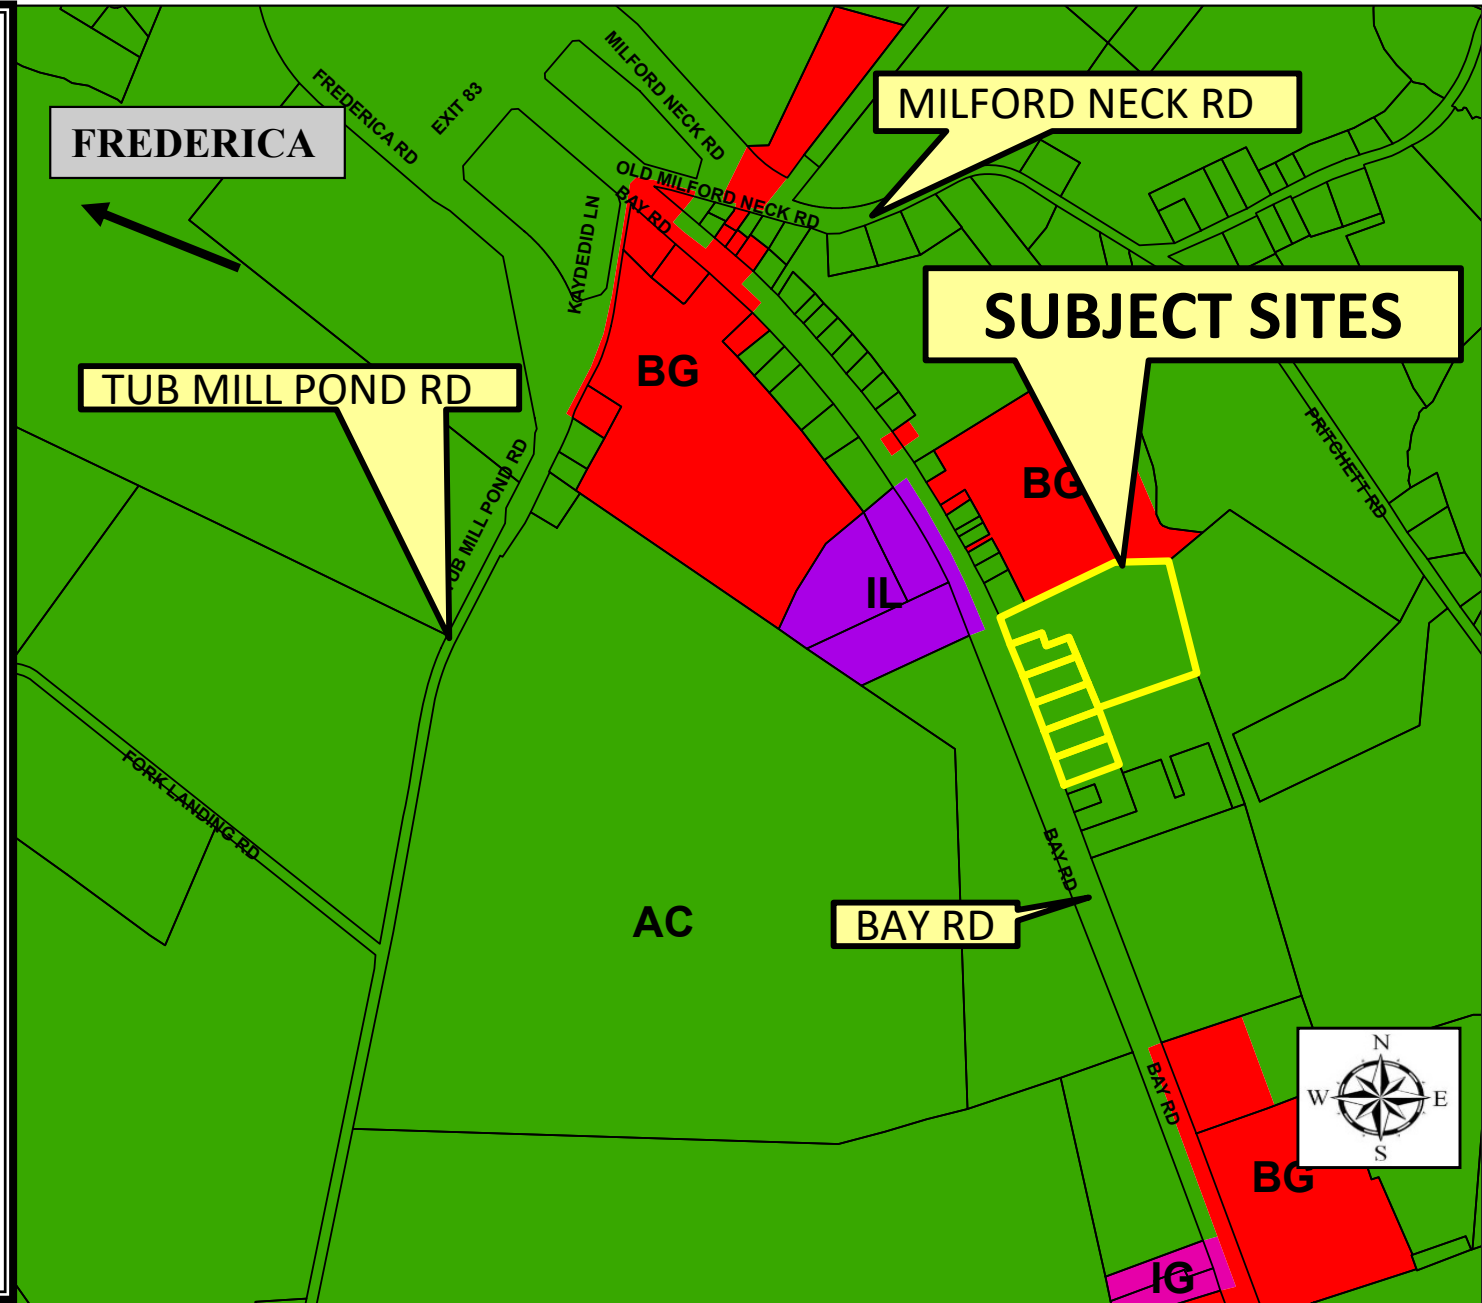 MILFORD NECK RD
FREDERICA RD
EXIT 83
MILFORD NECK RD
FREDERICA
OLD MILFORD NECK RD
BAY RD
KAYDEDID LN
SUBJECT SITES
BG
TUB MILL POND RD
PRITCHETT RD
BG
TUB MILL POND RD
IL
FORK LANDING RD
BAY RD
AC
BAY RD
N
W E
S
BAY RD
BG
IG